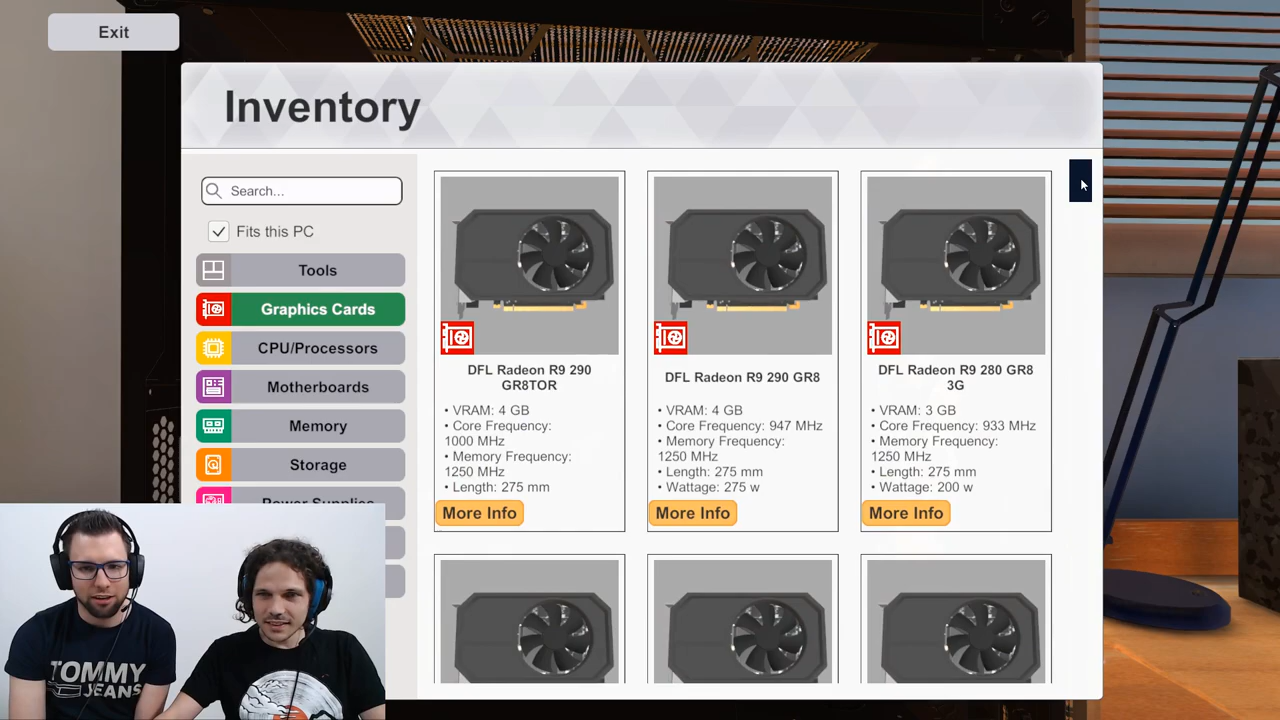 Exit
Inventory
Search...
Fits this PC
Tools
Graphics Cards
CPU/Processors
Motherboards
Memory
Storage
Power Supplies
DFL Radeon R9 290
GR8TOR
• VRAM: 4 GB
• Core Frequency:
1000 MHz
• Memory Frequency:
1250 MHz
• Length: 275 mm
More Info
DFL Radeon R9 290 GR8
• VRAM: 4 GB
• Core Frequency: 947 MHz
• Memory Frequency:
1250 MHz
• Length: 275 mm
• Wattage: 275 w
More Info
DFL Radeon R9 280 GR8
3G
• VRAM: 3 GB
• Core Frequency: 933 MHz
• Memory Frequency:
1250 MHz
• Length: 275 mm
• Wattage: 200 w
More Info
TOMMY
JEANS